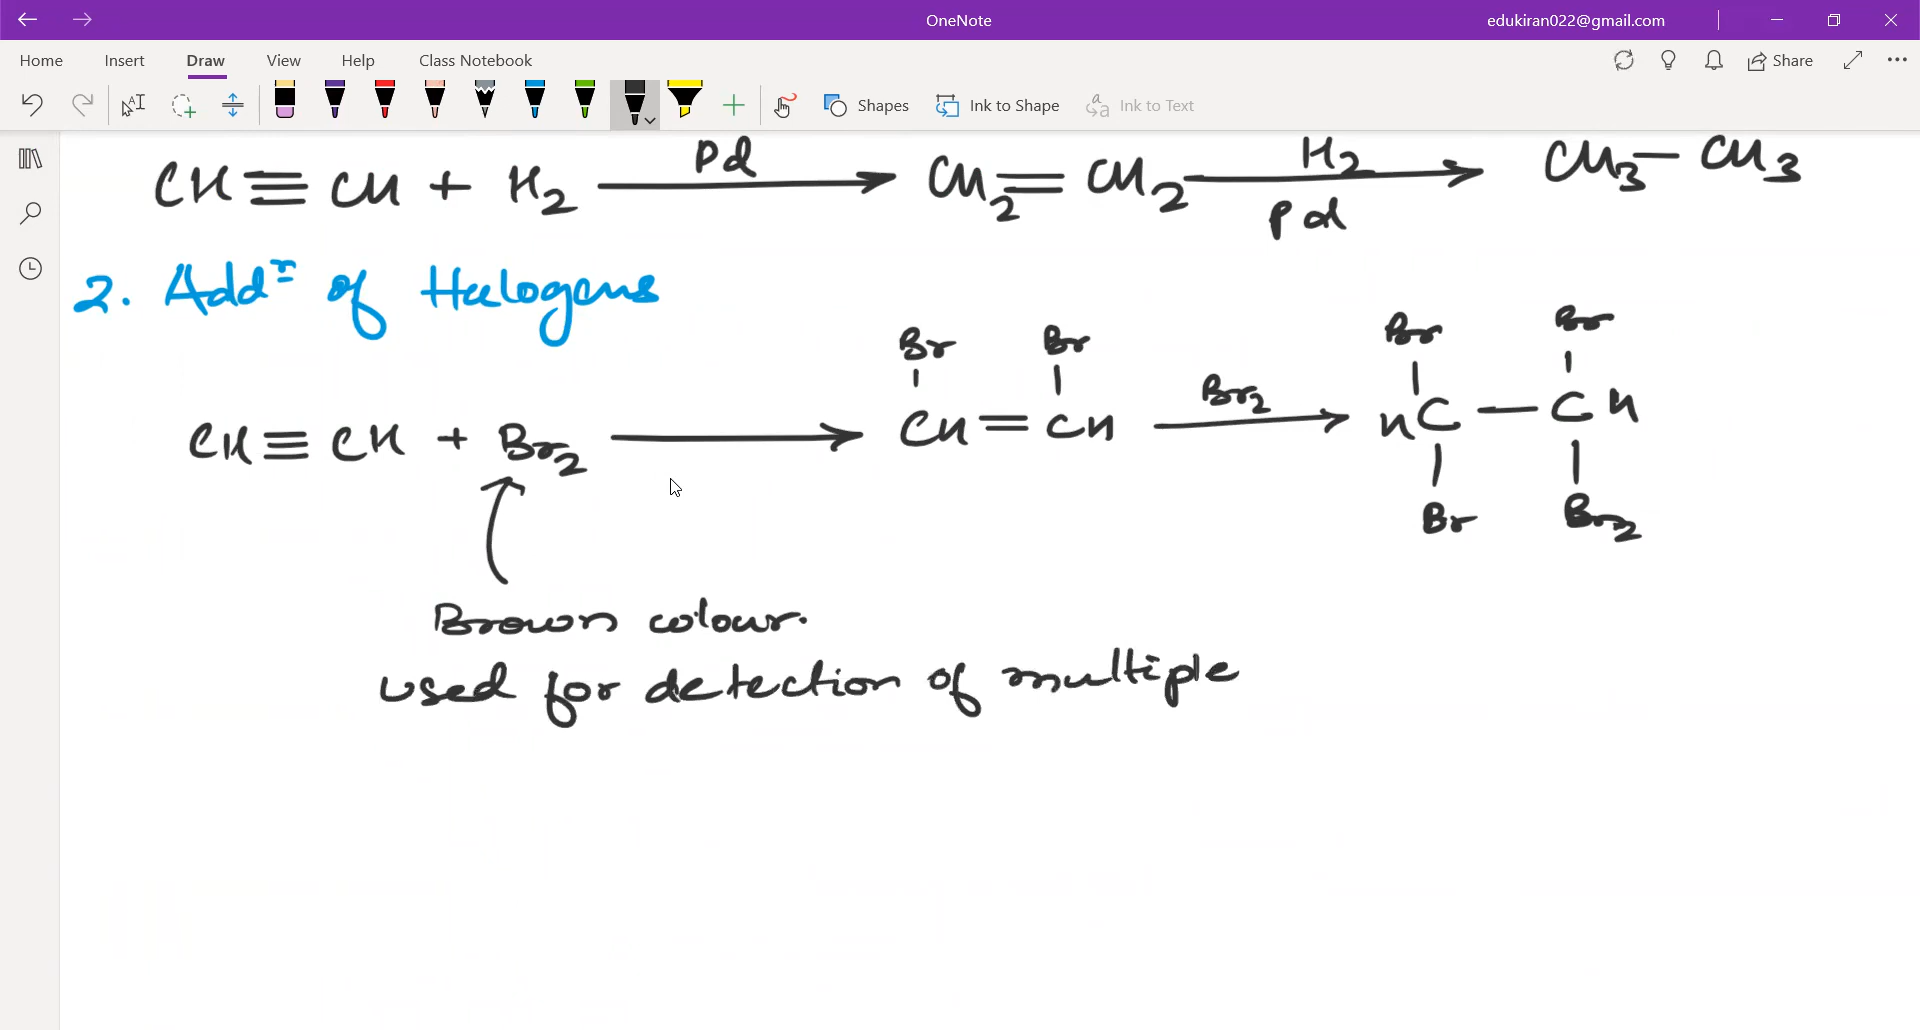 OneNote
edukiran022@gmail.com
Home Insert Draw View Help Class Notebook
Share
Shapes Ink to Shape Ink to Text
CH≡CH + H2 —Pd→ CH2=CH2 —H2/Pd→ CH3—CH3
2. Addn of Halogens
Br Br Br Br
CH≡CH + Br2 → CH=CH —Br2→ HC—CH
Br Br2
Brown colour.
used for detection of multiple